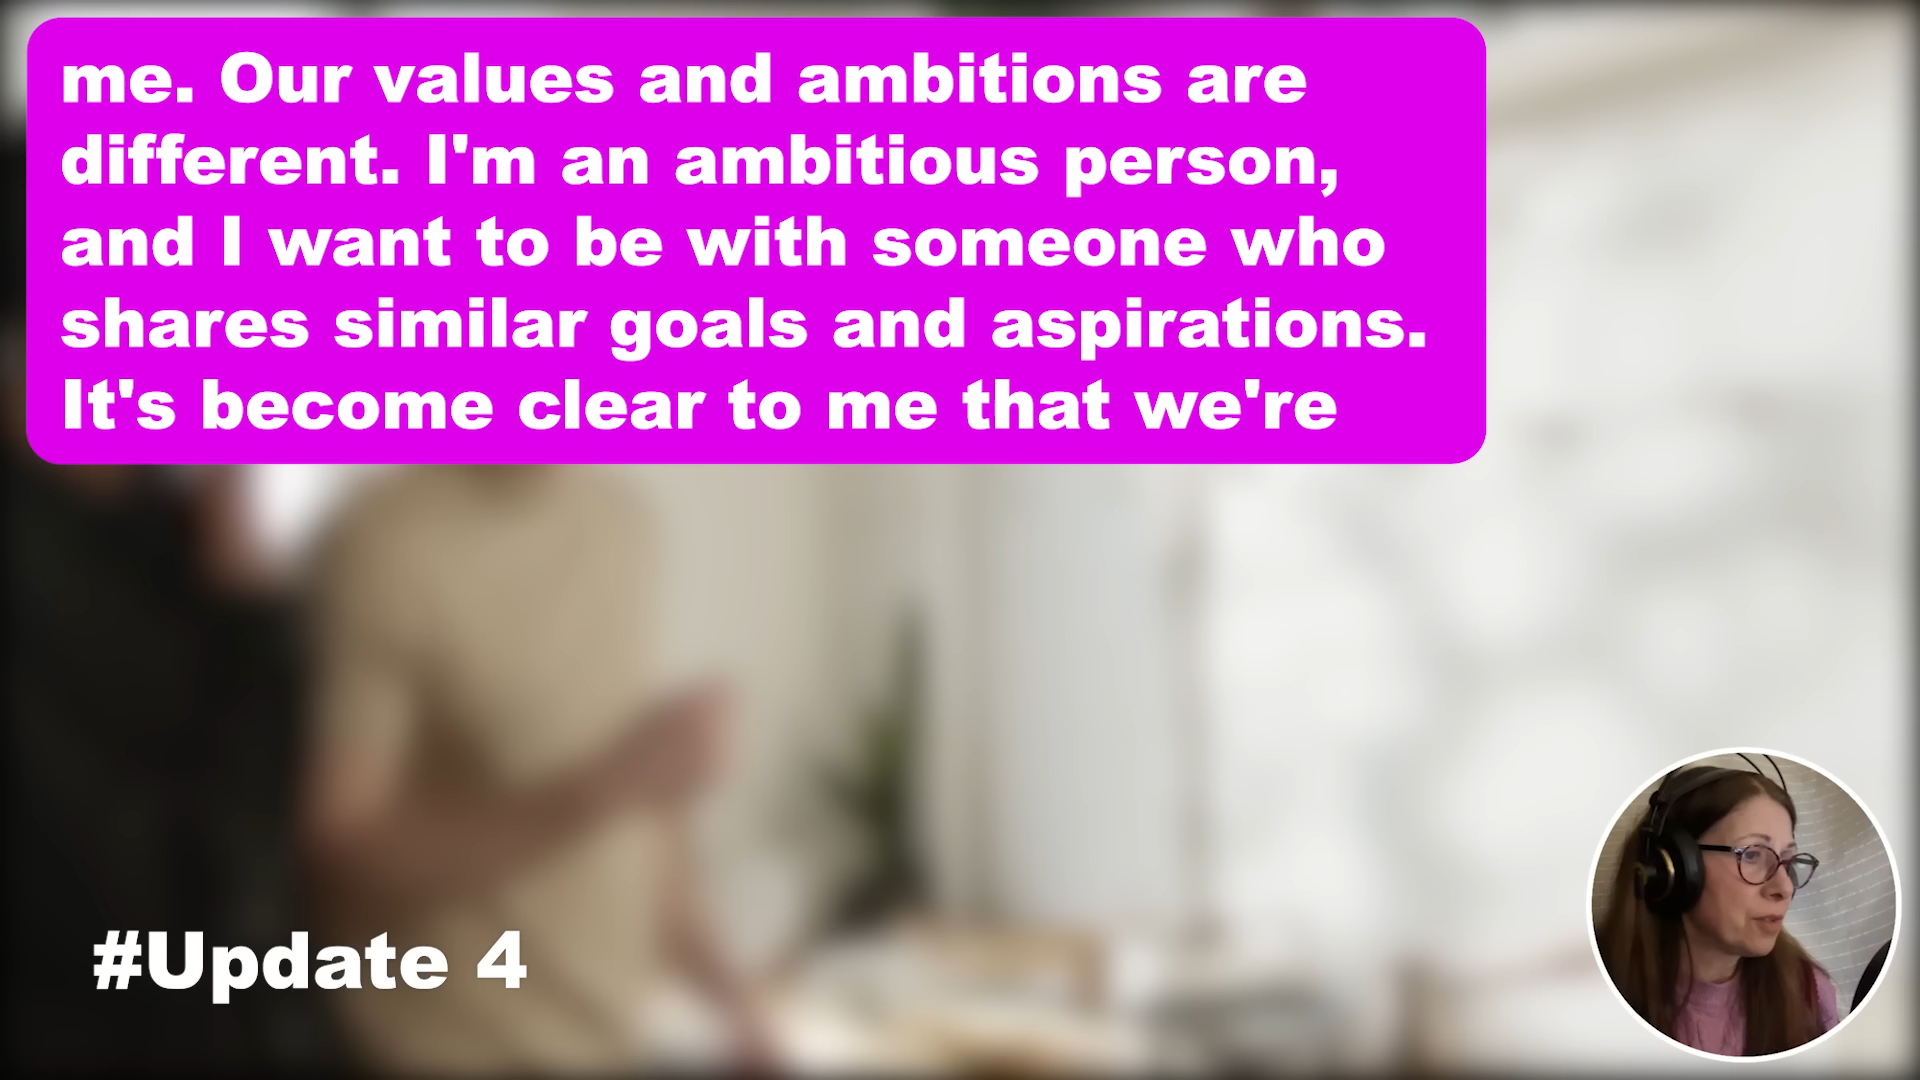 me. Our values and ambitions are
different. I'm an ambitious person,
and I want to be with someone who
shares similar goals and aspirations.
It's become clear to me that we're
#Update 4